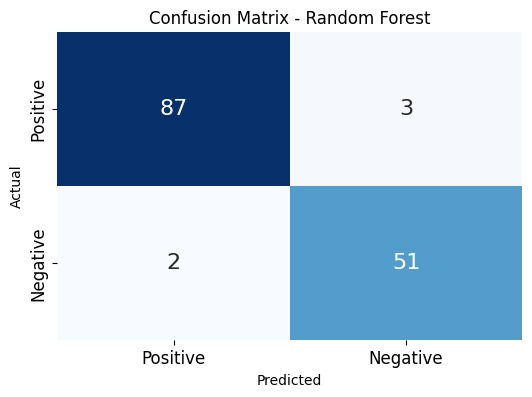 Confusion Matrix - Random Forest
Actual
Positive
87
3
Negative
2
51
Positive
Negative
Predicted